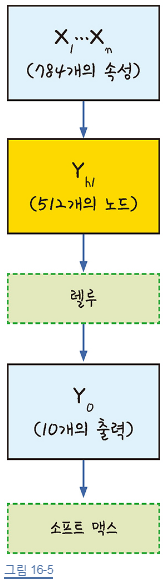 X₁…Xₙ
(784개의 속성)
Yₕ₁
(512개의 노드)
렐루
Y₀
(10개의 출력)
소프트 맥스
그림 16-5